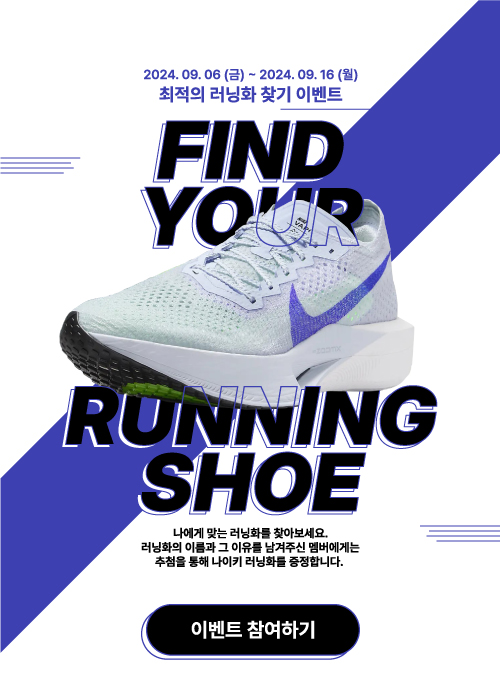 2024. 09. 06 (금) ~ 2024. 09. 16 (월)
최적의 러닝화 찾기 이벤트
FIND
YOUR
RUNNING
SHOE
나에게 맞는 러닝화를 찾아보세요.
러닝화의 이름과 그 이유를 남겨주신 멤버에게는
추첨을 통해 나이키 러닝화를 증정합니다.
이벤트 참여하기